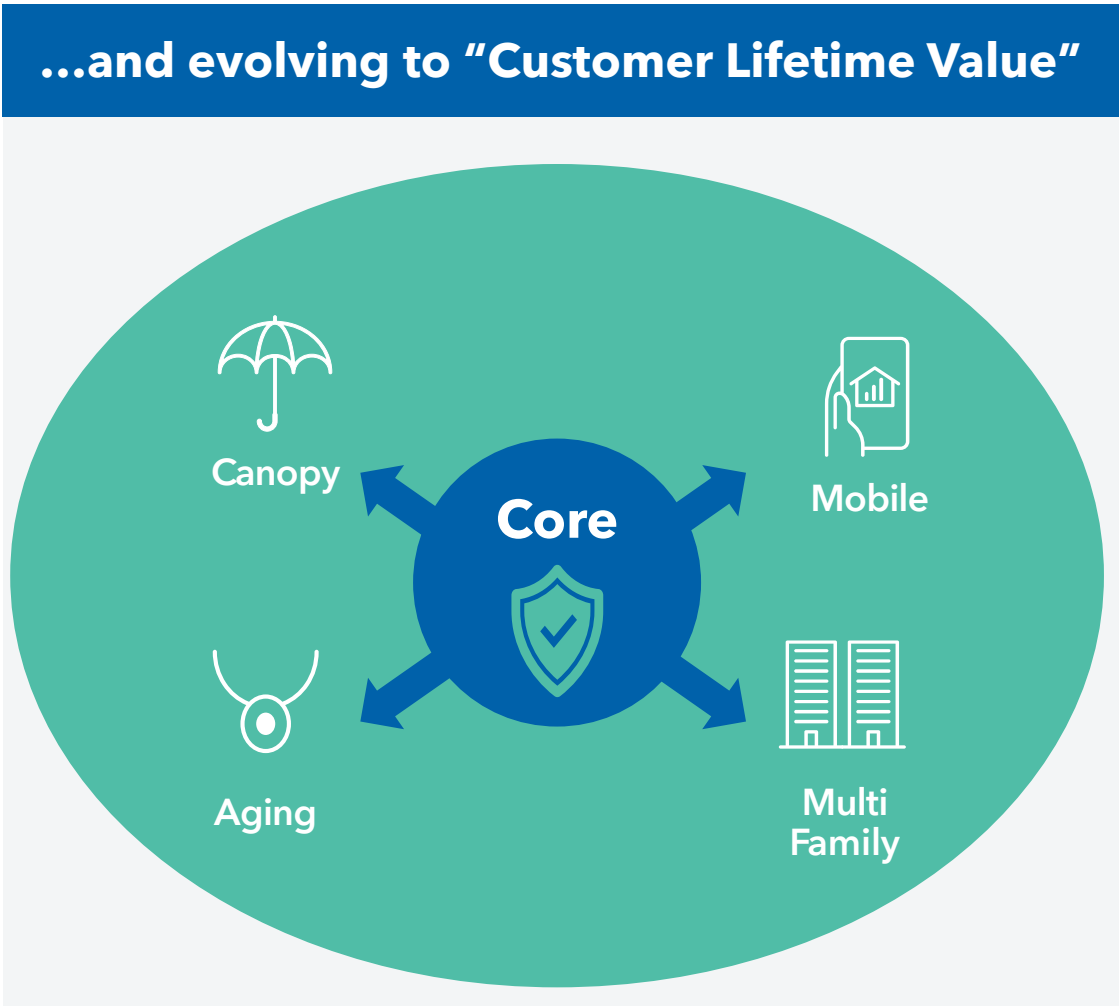 ...and evolving to “Customer Lifetime Value”
Canopy
Mobile
Core
Aging
Multi
Family